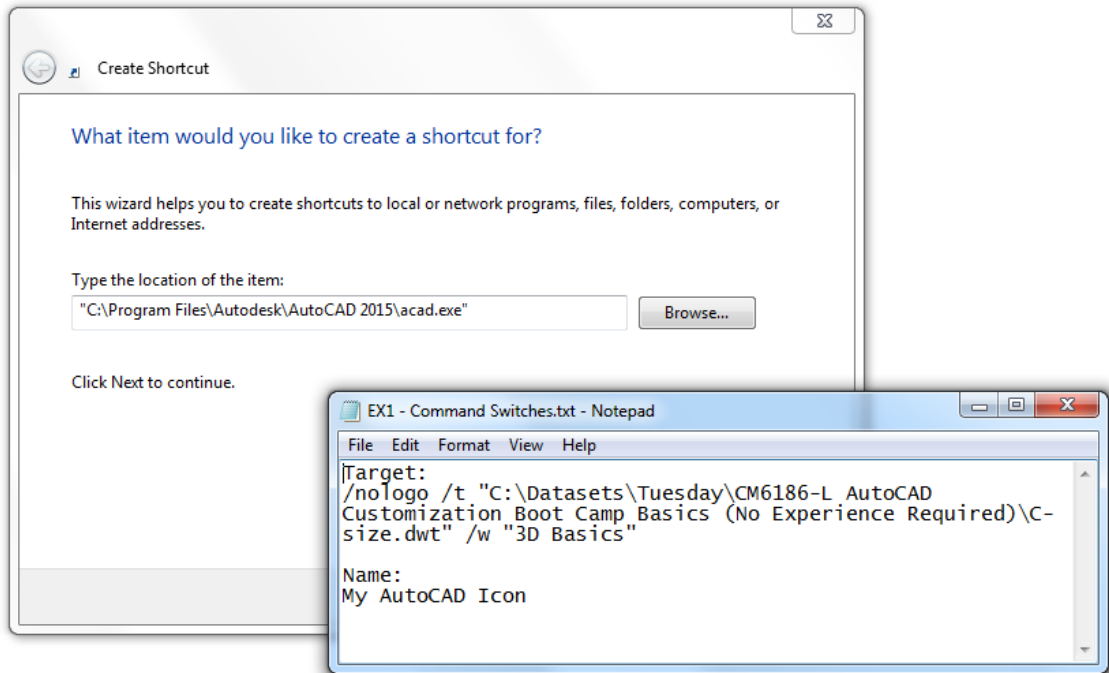 Create Shortcut
What item would you like to create a shortcut for?
This wizard helps you to create shortcuts to local or network programs, files, folders, computers, or
Internet addresses.
Type the location of the item:
"C:\Program Files\Autodesk\AutoCAD 2015\acad.exe"
Browse...
Click Next to continue.
EX1 - Command Switches.txt - Notepad
File Edit Format View Help
Target:
/nologo /t "C:\Datasets\Tuesday\CM6186-L AutoCAD
Customization Boot Camp Basics (No Experience Required)\C-
size.dwt" /w "3D Basics"
Name:
My AutoCAD Icon